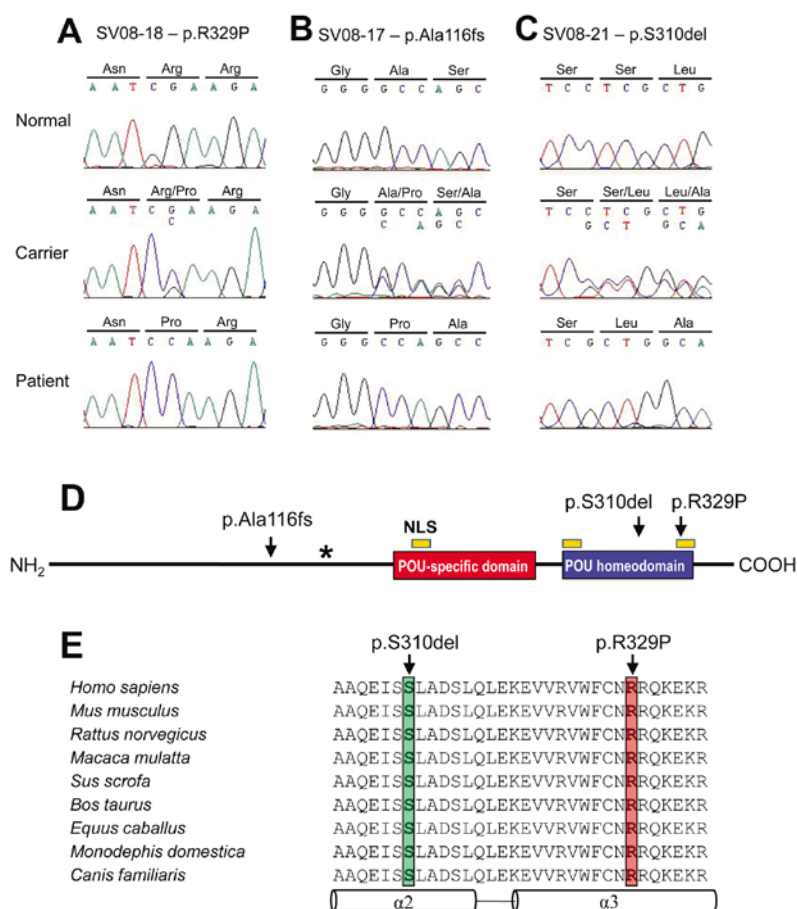 A SV08-18 – p.R329P
B SV08-17 – p.Ala116fs
C SV08-21 – p.S310del
Asn Arg Arg
A A T C G A A G A
Gly Ala Ser
G G G G C C A G C
Ser Ser Leu
T C C T C G C T G
Normal
Asn Arg/Pro Arg
A A T C G A A G A
C
Gly Ala/Pro Ser/Ala
G G G G C C A G C
C A G C
Ser Ser/Leu Leu/Ala
T C C T C G C T G
G C T G C A
Carrier
Asn Pro Arg
A A T C C A A G A
Gly Pro Ala
G G G C C A G C C
Ser Leu Ala
T C G C T G G C A
Patient
D
p.Ala116fs
*
NLS
p.S310del
p.R329P
NH2
POU-specific domain
POU homeodomain
COOH
E
p.S310del
p.R329P
Homo sapiens AAQEISSLADSLQLEKEVVRVWFCNRRQKEKR
Mus musculus AAQEISSLADSLQLEKEVVRVWFCNRRQKEKR
Rattus norvegicus AAQEISSLADSLQLEKEVVRVWFCNRRQKEKR
Macaca mulatta AAQEISSLADSLQLEKEVVRVWFCNRRQKEKR
Sus scrofa AAQEISSLADSLQLEKEVVRVWFCNRRQKEKR
Bos taurus AAQEISSLADSLQLEKEVVRVWFCNRRQKEKR
Equus caballus AAQEISSLADSLQLEKEVVRVWFCNRRQKEKR
Monodephis domestica AAQEISSLADSLQLEKEVVRVWFCNRRQKEKR
Canis familiaris AAQEISSLADSLQLEKEVVRVWFCNRRQKEKR
α2 α3